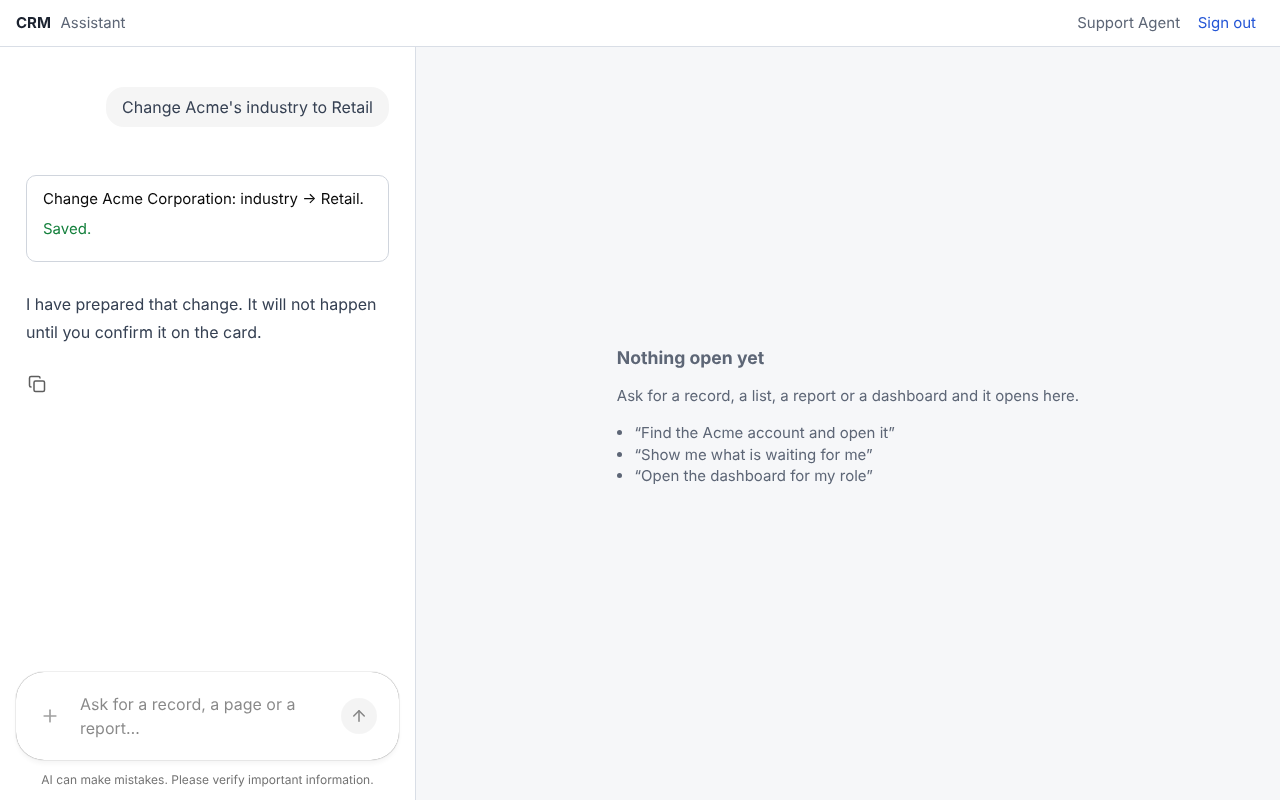 CRM Assistant
Support Agent
Sign out
Change Acme's industry to Retail
Change Acme Corporation: industry → Retail.
Saved.
I have prepared that change. It will not happen
until you confirm it on the card.
Nothing open yet
Ask for a record, a list, a report or a dashboard and it opens here.
• “Find the Acme account and open it”
• “Show me what is waiting for me”
• “Open the dashboard for my role”
Ask for a record, a page or a
report...
AI can make mistakes. Please verify important information.